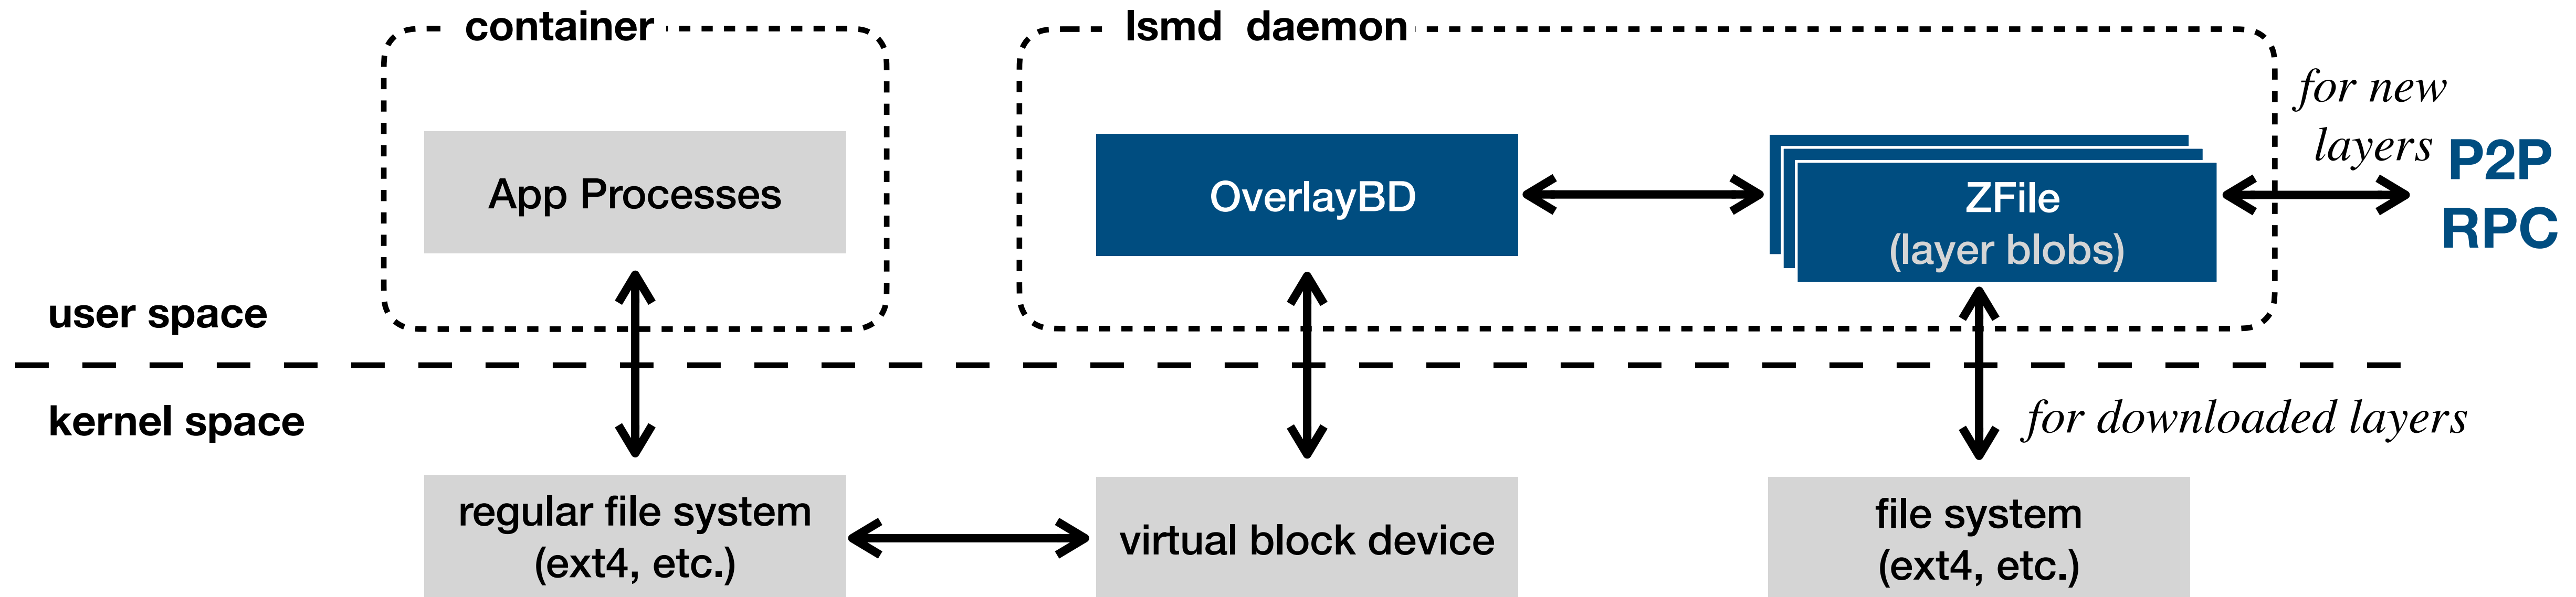 container
lsmd daemon
for new
layers
P2P
RPC
App Processes
OverlayBD
ZFile
(layer blobs)
user space
kernel space
for downloaded layers
regular file system
(ext4, etc.)
virtual block device
file system
(ext4, etc.)